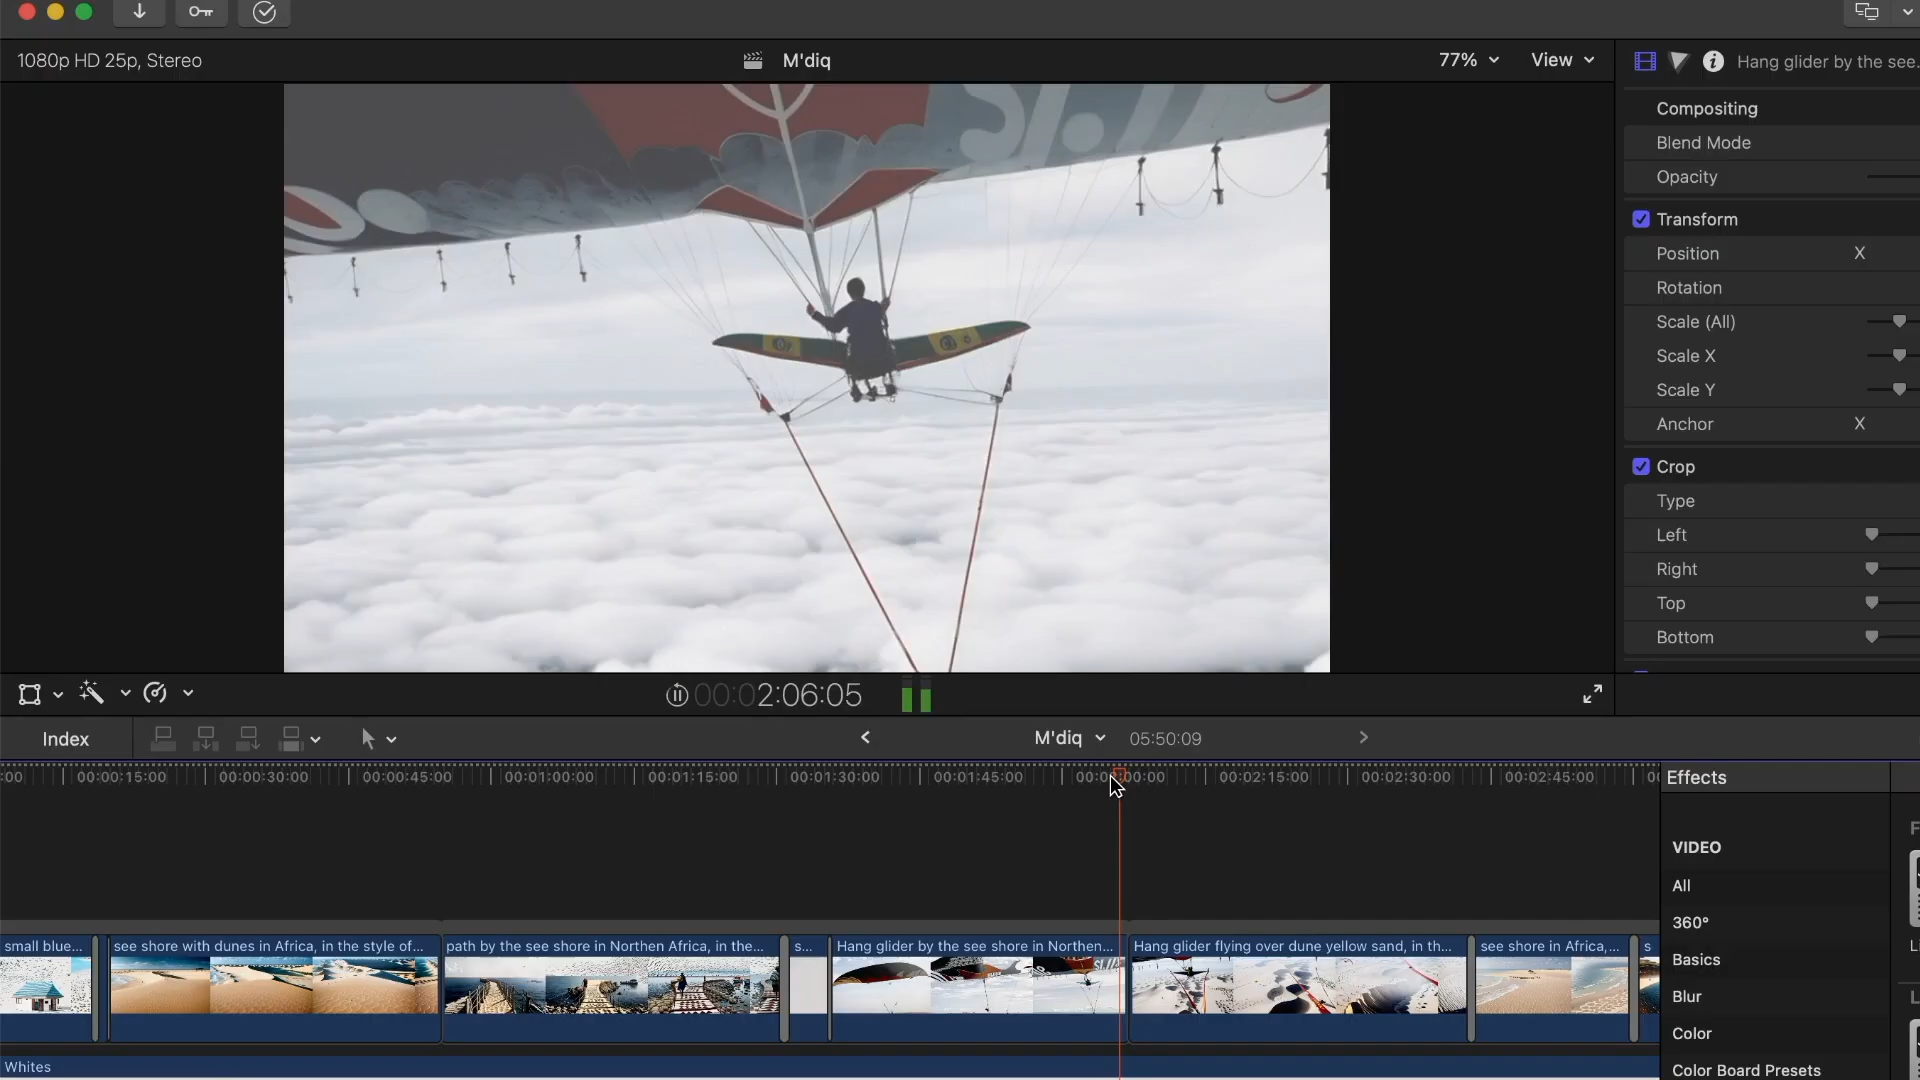 1080p HD 25p, Stereo
M'diq
77%
View
Hang glider by the see.
Compositing
Blend Mode
Opacity
Transform
Position X
Rotation
Scale (All)
Scale X
Scale Y
Anchor X
Crop
Type
Left
Right
Top
Bottom
00:02:06:05
Index
M'diq
05:50:09
:00
00:00:15:00
00:00:30:00
00:00:45:00
00:01:00:00
00:01:15:00
00:01:30:00
00:01:45:00
00:02:15:00
00:02:30:00
00:02:45:00
Effects
VIDEO
All
360°
Basics
Blur
Color
Color Board Presets
small blue...
see shore with dunes in Africa, in the style of...
path by the see shore in Northen Africa, in the...
s...
Hang glider by the see shore in Northen...
Hang glider flying over dune yellow sand, in th...
see shore in Africa,...
s
Whites